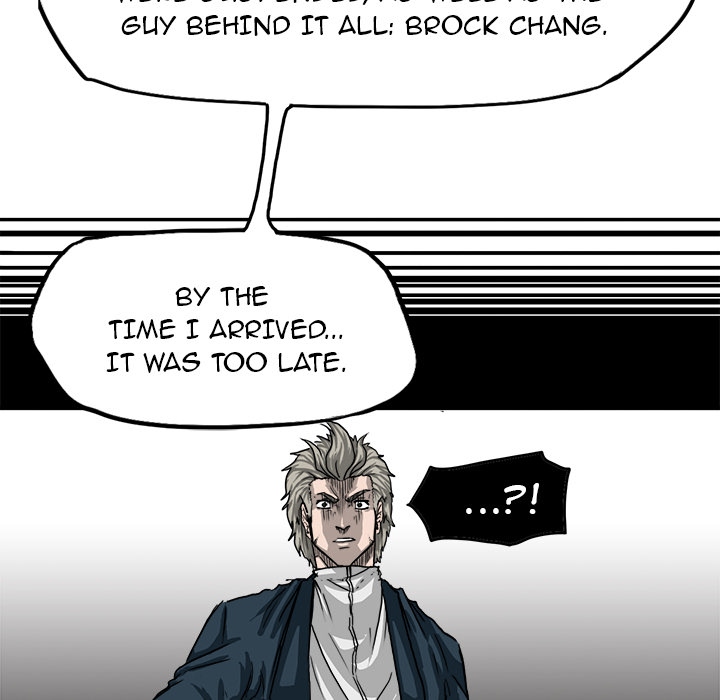 GUY BEHIND IT ALL: BROCK CHANG.
BY THE
TIME I ARRIVED...
IT WAS TOO LATE.
...?!